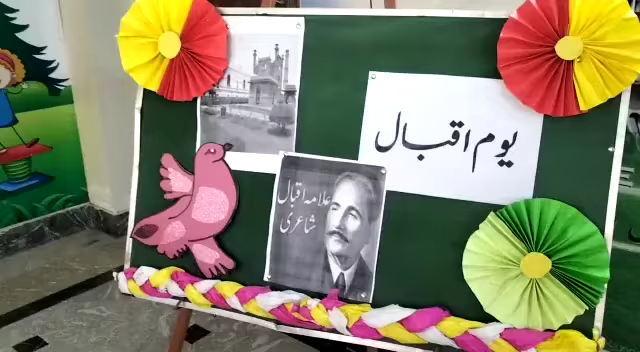 یوم اقبال
علامہ اقبال
شاعری